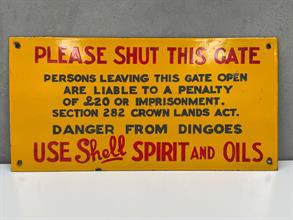 PLEASE SHUT THIS GATE
PERSONS LEAVING THIS GATE OPEN
ARE LIABLE TO A PENALTY
OF £20 OR IMPRISONMENT.
SECTION 282 CROWN LANDS ACT.
DANGER FROM DINGOES
USE Shell SPIRIT AND OILS